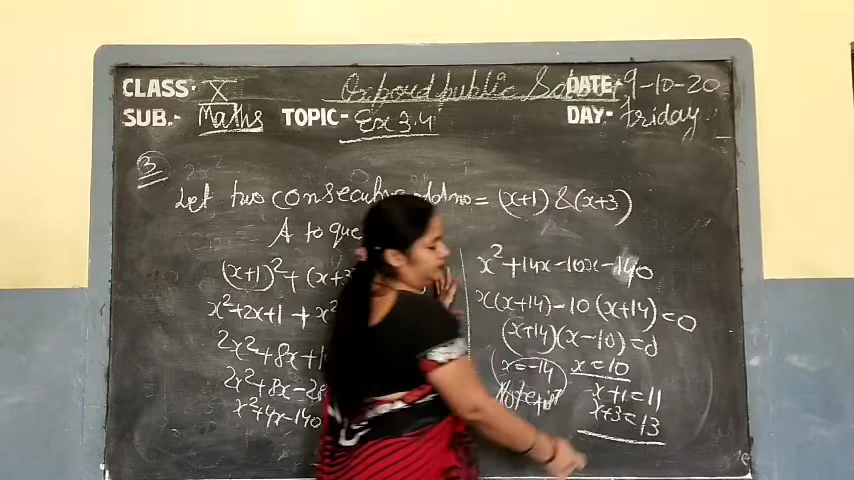 CLASS- X
Oxpord public
DATE- 9-10-20
SUB.- Maths
TOPIC- Ex 3.4
DAY- friday
3
Let two consecutive odd no = (x+1) & (x+3)
A to que
(x+1)² + (x+3
x²+2x+1 + x²
2x²+8x+1
2x²+8x-28
x²+4x-140
x²+14x-10x-140
x(x+14)-10(x+14)=0
(x+14)(x-10)=0
x=-14
x=10
x+1=11
x+3=13